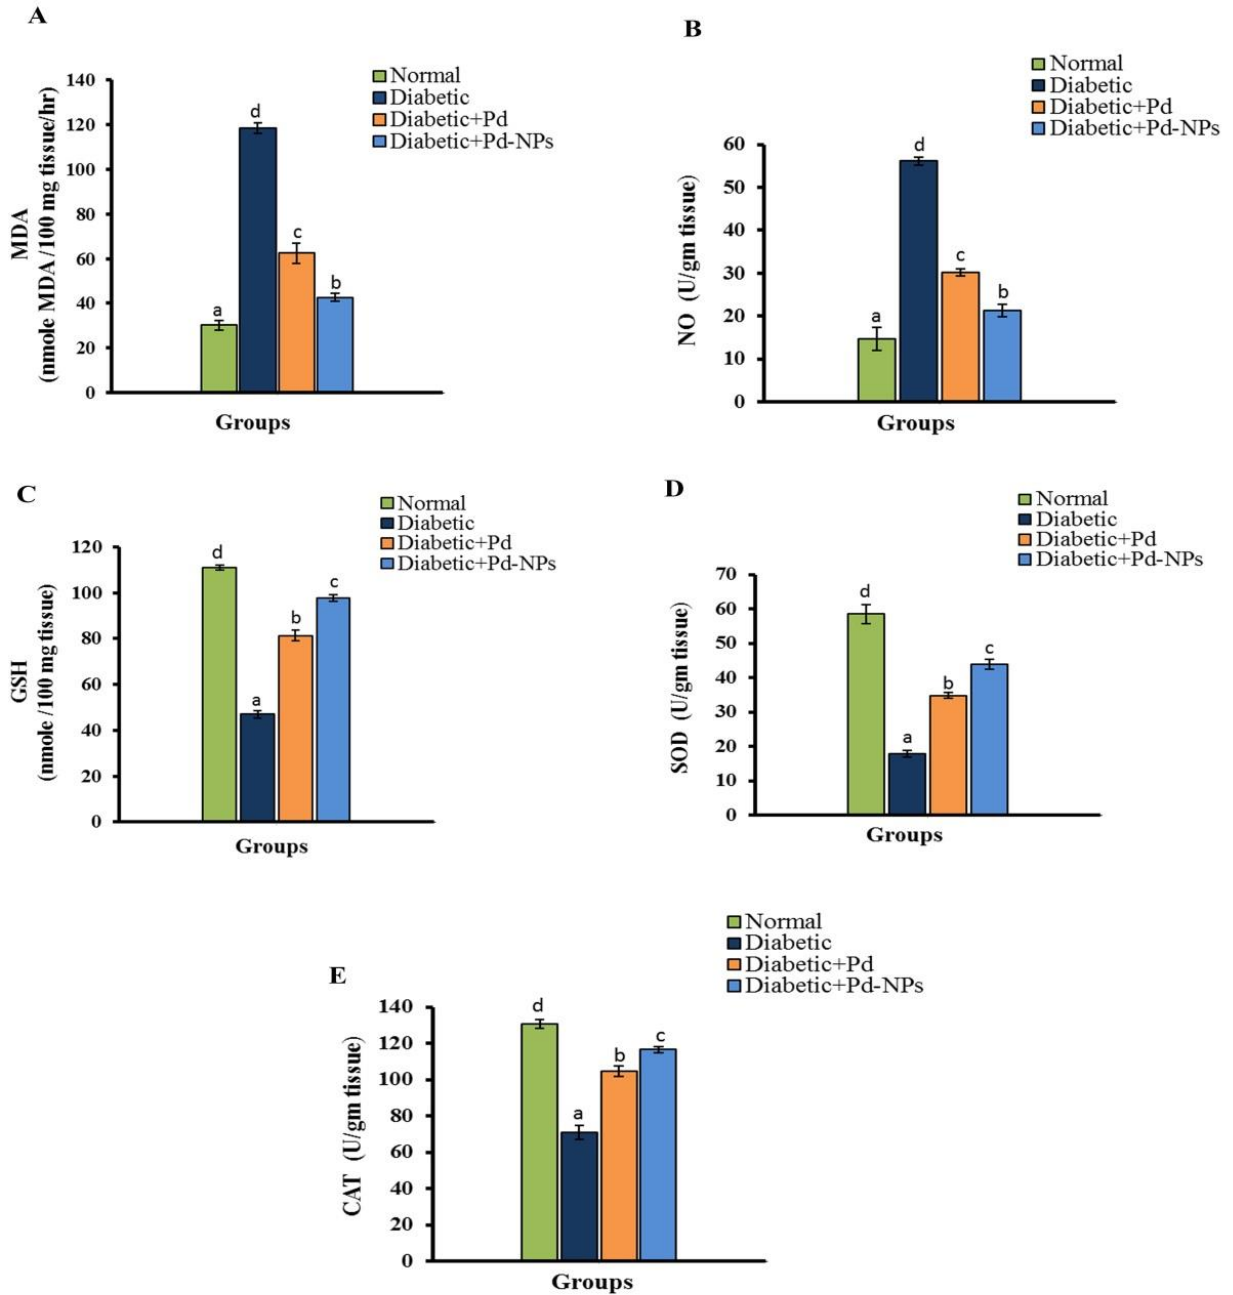 A
140
120
100
80
60
40
20
0
MDA
(nmole MDA /100 mg tissue/hr)
a
d
c
b
Groups
Normal
Diabetic
Diabetic+Pd
Diabetic+Pd-NPs
B
60
50
40
30
20
10
0
NO (U/gm tissue)
a
d
c
b
Groups
Normal
Diabetic
Diabetic+Pd
Diabetic+Pd-NPs
C
120
100
80
60
40
20
0
GSH
(nmole /100 mg tissue)
d
a
b
c
Groups
Normal
Diabetic
Diabetic+Pd
Diabetic+Pd-NPs
D
70
60
50
40
30
20
10
0
SOD (U/gm tissue)
d
a
b
c
Groups
Normal
Diabetic
Diabetic+Pd
Diabetic+Pd-NPs
E
140
120
100
80
60
40
20
0
CAT (U/gm tissue)
d
a
b
c
Groups
Normal
Diabetic
Diabetic+Pd
Diabetic+Pd-NPs